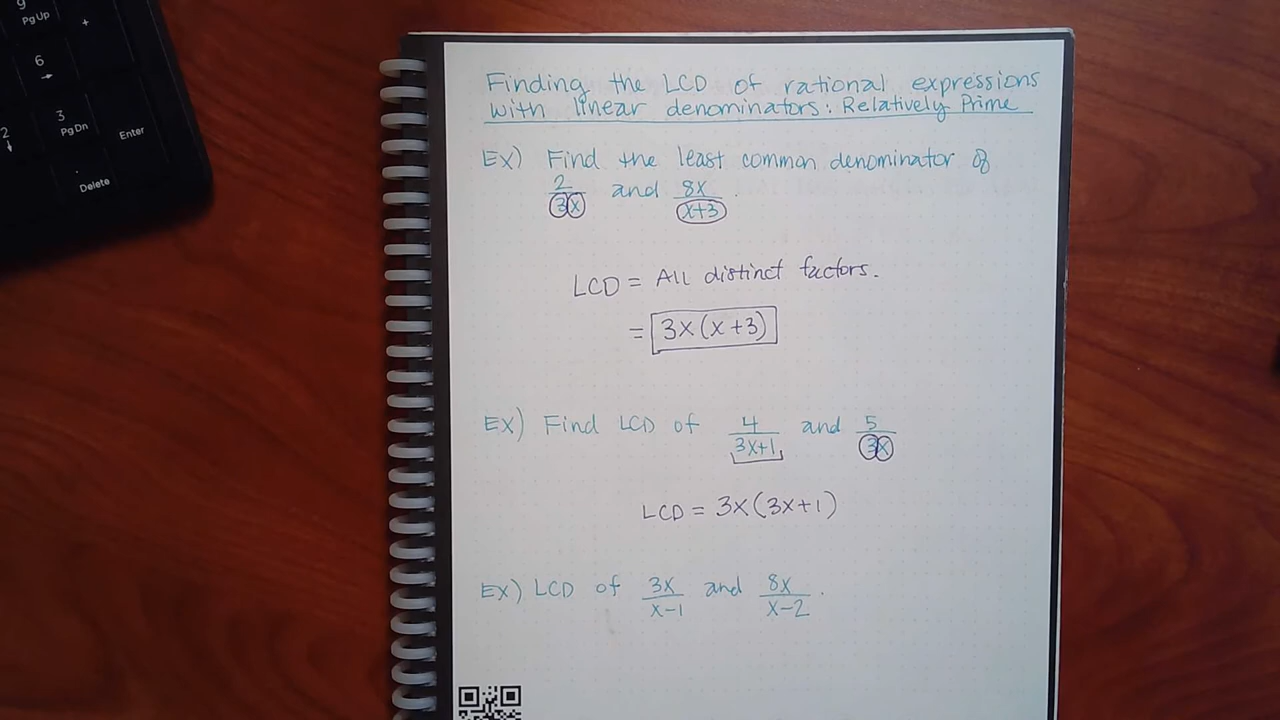 9
PgUp
+
6
→
3
PgDn
2
↓
Enter
.
Delete
Finding the LCD of rational expressions
with linear denominators: Relatively Prime
EX) Find the least common denominator of
2/3x and 8x/x+3.
LCD = All distinct factors.
= 3x(x+3)
EX) Find LCD of 4/3x+1 and 5/3x
LCD = 3x(3x+1)
EX) LCD of 3x/x-1 and 8x/x-2.